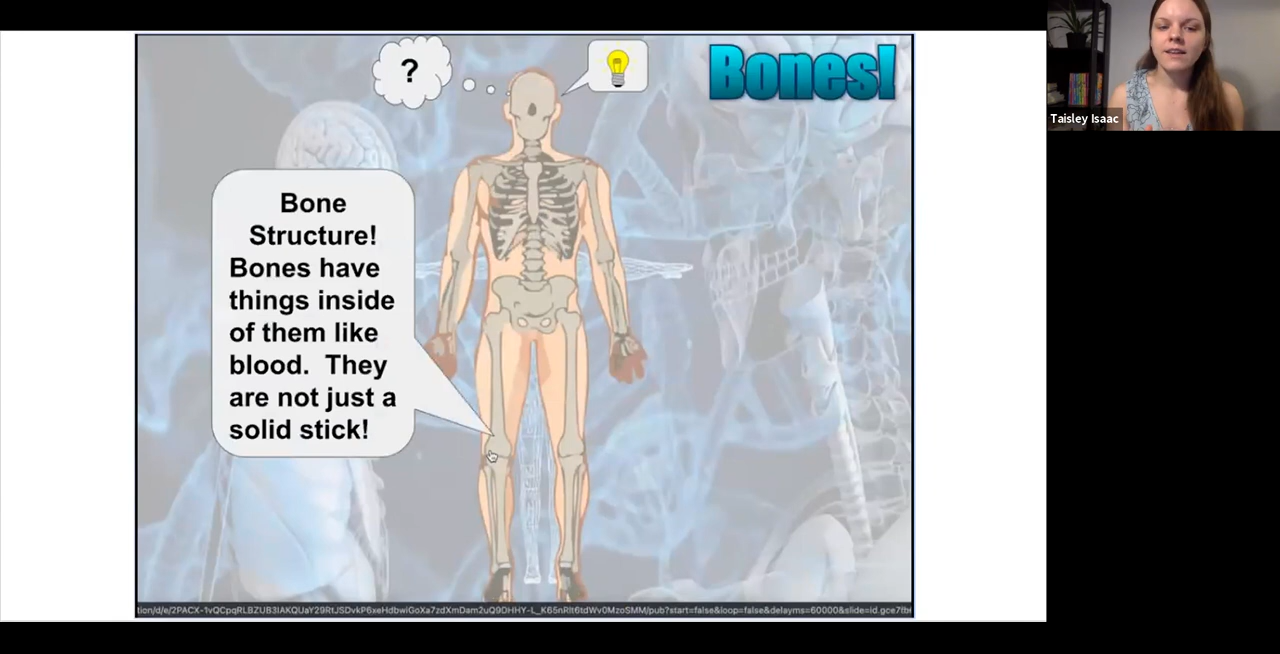 ?
Bones!
Taisley Isaac
Bone
Structure!
Bones have
things inside
of them like
blood.  They
are not just a
solid stick!